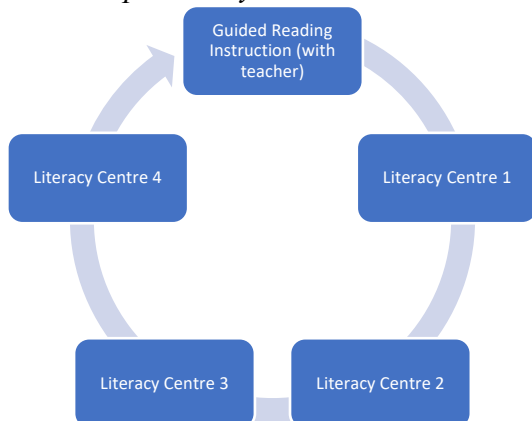 Guided Reading
Instruction (with
teacher)
Literacy Centre 1
Literacy Centre 2
Literacy Centre 3
Literacy Centre 4